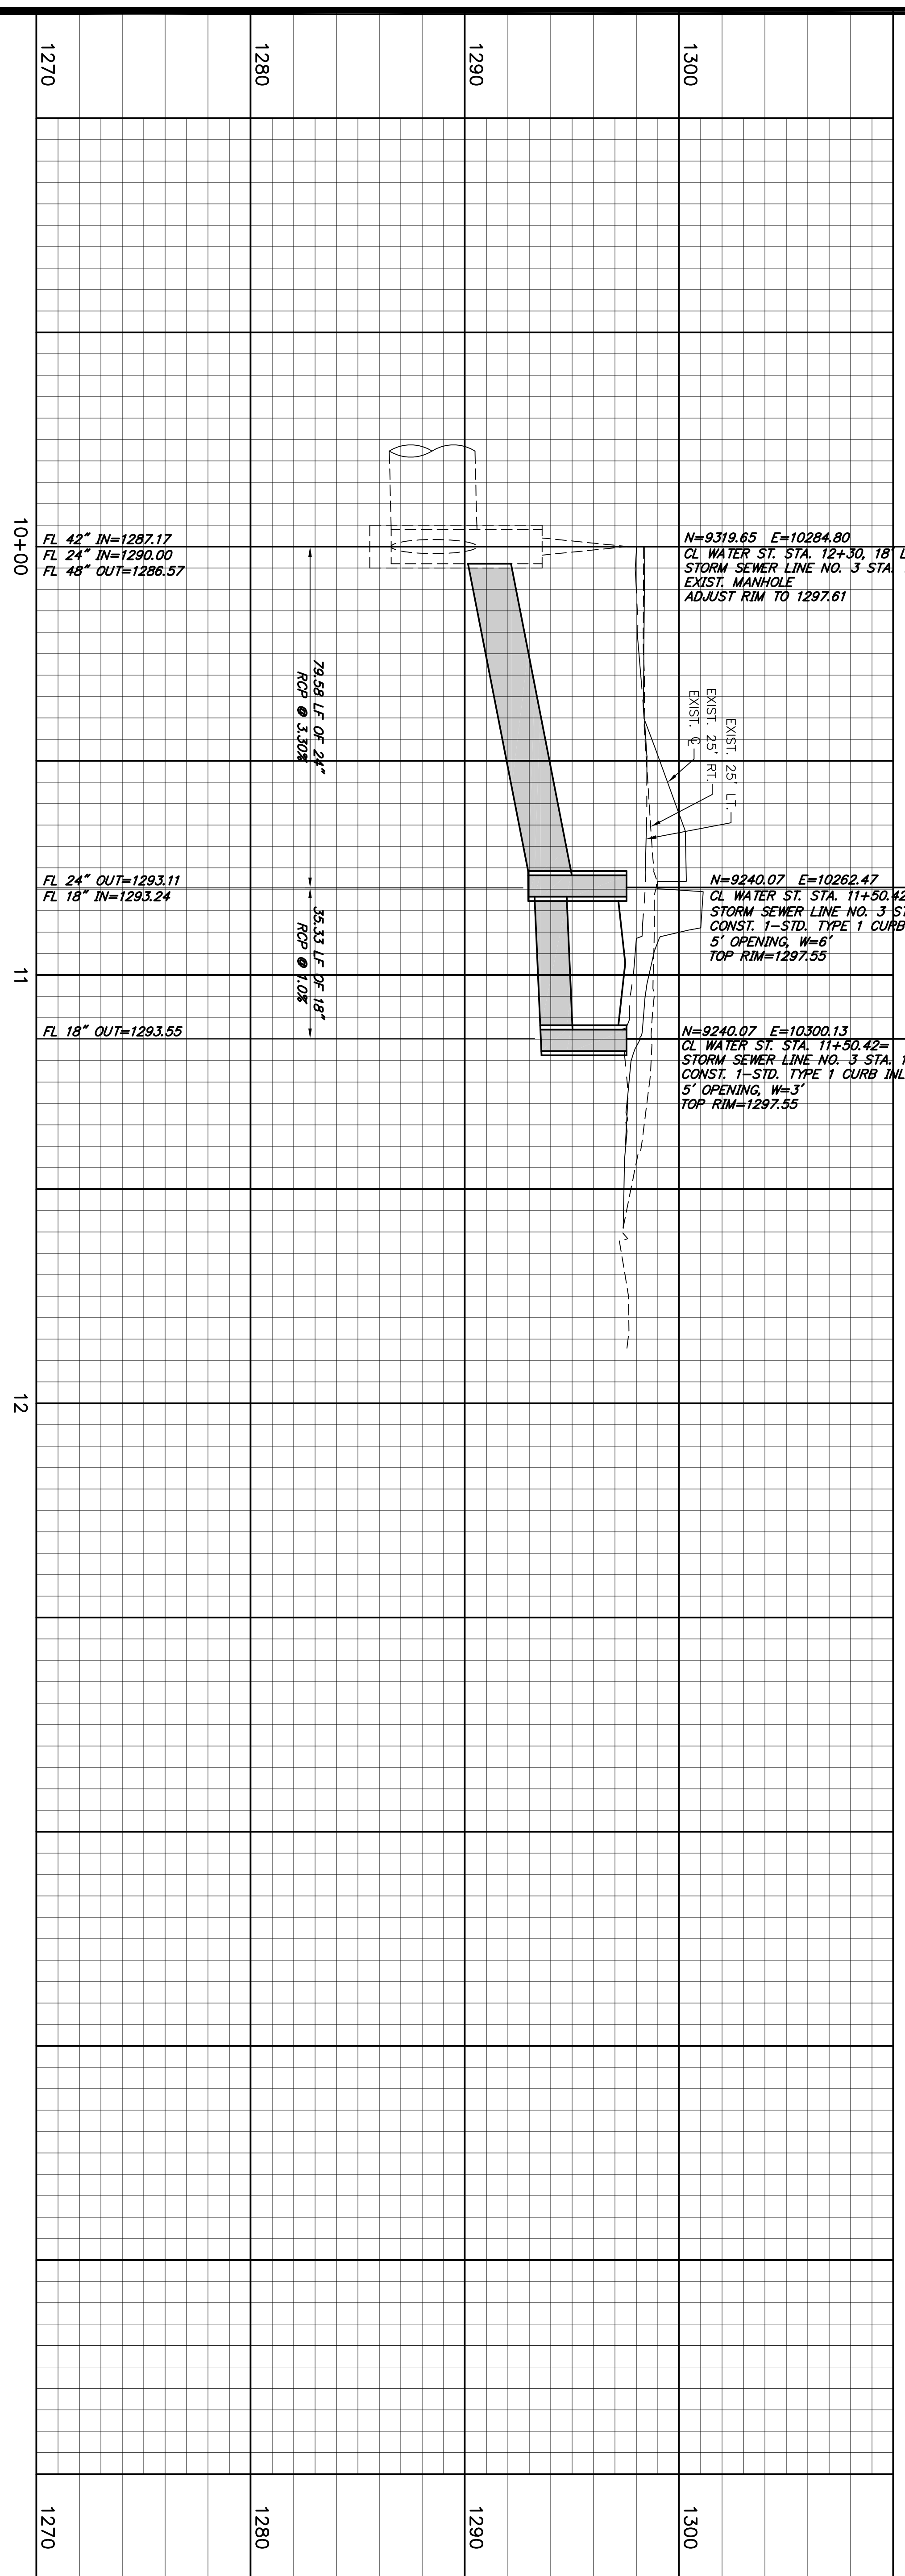 1270
1280
1290
1300
10+00
FL 42" IN=1287.17
FL 24" IN=1290.00
FL 48" OUT=1286.57
N=9319.65 E=10284.80
CL WATER ST. STA. 12+30, 18'
STORM SEWER LINE NO. 3 STA.
EXIST. MANHOLE
ADJUST RIM TO 1297.61
79.58 LF OF 24"
RCP @ 3.30%
EXIST. 25' LT.
EXIST. 25' RT.
EXIST. ℄
FL 24" OUT=1293.11
FL 18" IN=1293.24
N=9240.07 E=10262.47
CL WATER ST. STA. 11+50.42
STORM SEWER LINE NO. 3
CONST. 1-STD. TYPE 1 CURB
5' OPENING, W=6'
TOP RIM=1297.55
35.33 LF OF 18"
RCP @ 1.0%
11
FL 18" OUT=1293.55
N=9240.07 E=10300.13
CL WATER ST. STA. 11+50.42=
STORM SEWER LINE NO. 3 STA.
CONST. 1-STD. TYPE 1 CURB
5' OPENING, W=3'
TOP RIM=1297.55
12
1270
1280
1290
1300